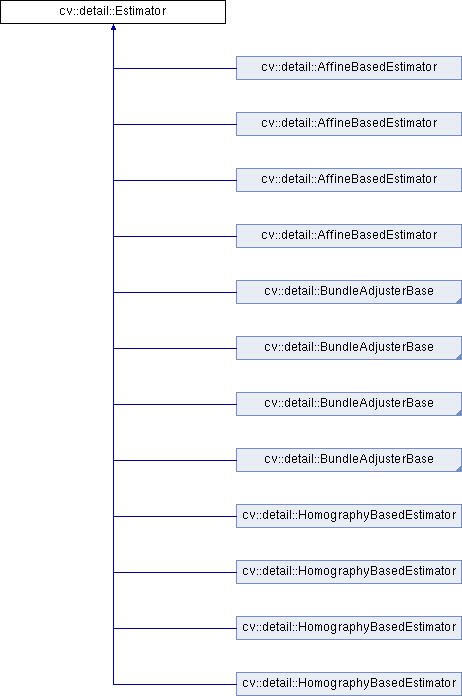 cv::detail::Estimator
cv::detail::AffineBasedEstimator
cv::detail::AffineBasedEstimator
cv::detail::AffineBasedEstimator
cv::detail::AffineBasedEstimator
cv::detail::BundleAdjusterBase
cv::detail::BundleAdjusterBase
cv::detail::BundleAdjusterBase
cv::detail::BundleAdjusterBase
cv::detail::HomographyBasedEstimator
cv::detail::HomographyBasedEstimator
cv::detail::HomographyBasedEstimator
cv::detail::HomographyBasedEstimator